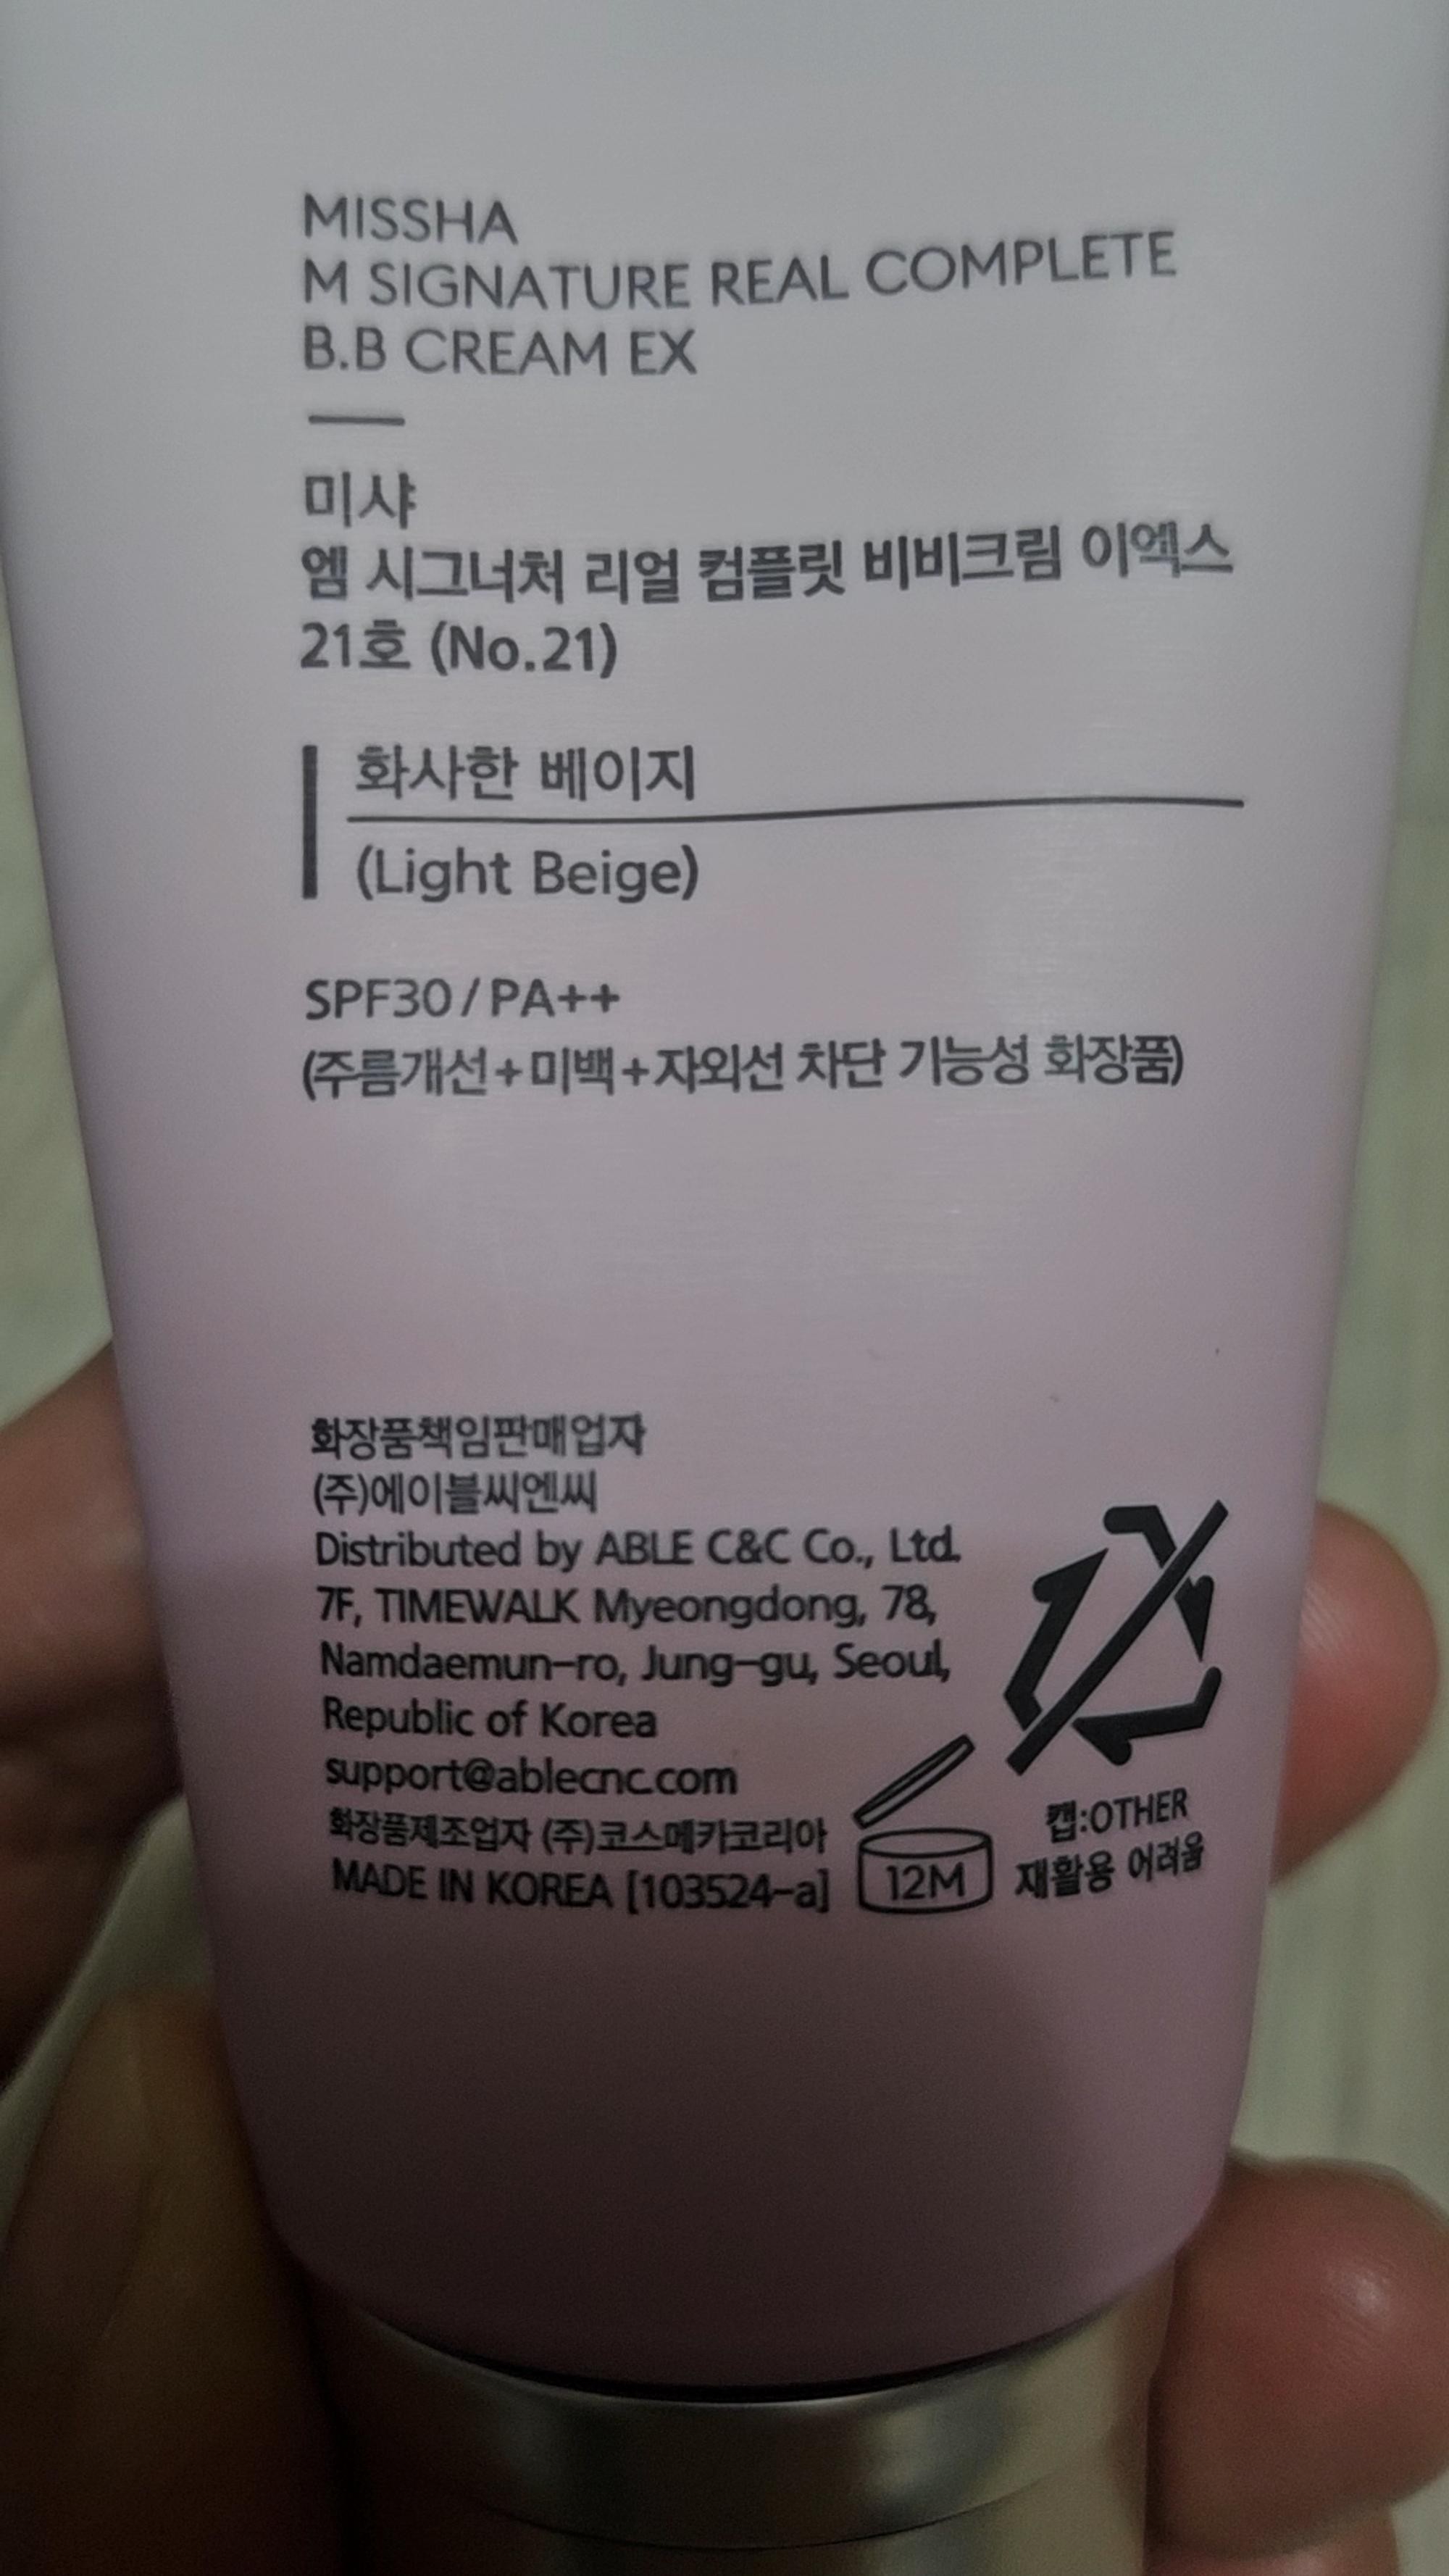 MISSHA
M SIGNATURE REAL COMPLETE
B.B CREAM EX
미샤
엠 시그너처 리얼 컴플릿 비비크림 이엑스
21호 (No.21)
화사한 베이지
(Light Beige)
SPF30/PA++
(주름개선+미백+자외선 차단 기능성 화장품)
화장품책임판매업자
(주)에이블씨엔씨
Distributed by ABLE C&C Co., Ltd.
7F, TIMEWALK Myeongdong, 78,
Namdaemun-ro, Jung-gu, Seoul,
Republic of Korea
support@ablecnc.com
화장품제조업자 (주)코스메카코리아
MADE IN KOREA [103524-a]
12M
캡:OTHER
재활용 어려움